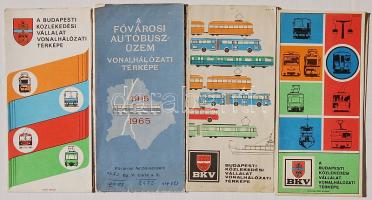 A BUDAPESTI
KÖZLEKEDÉSI
VÁLLALAT
VONALHÁLÓZATI
TÉRKÉPE
A
FŐVÁROSI
AUTÓBUSZ-
ÜZEM
VONALHÁLÓZATI
TÉRKÉPE
1915
1965
BKV
BUDAPESTI
KÖZLEKEDÉSI
VÁLLALAT
VONALHÁLÓZATI
TÉRKÉPE
BKV
A
BUDAPESTI
KÖZLEKEDÉSI
VÁLLALAT
VONALHÁLÓZATI
TÉRKÉPE